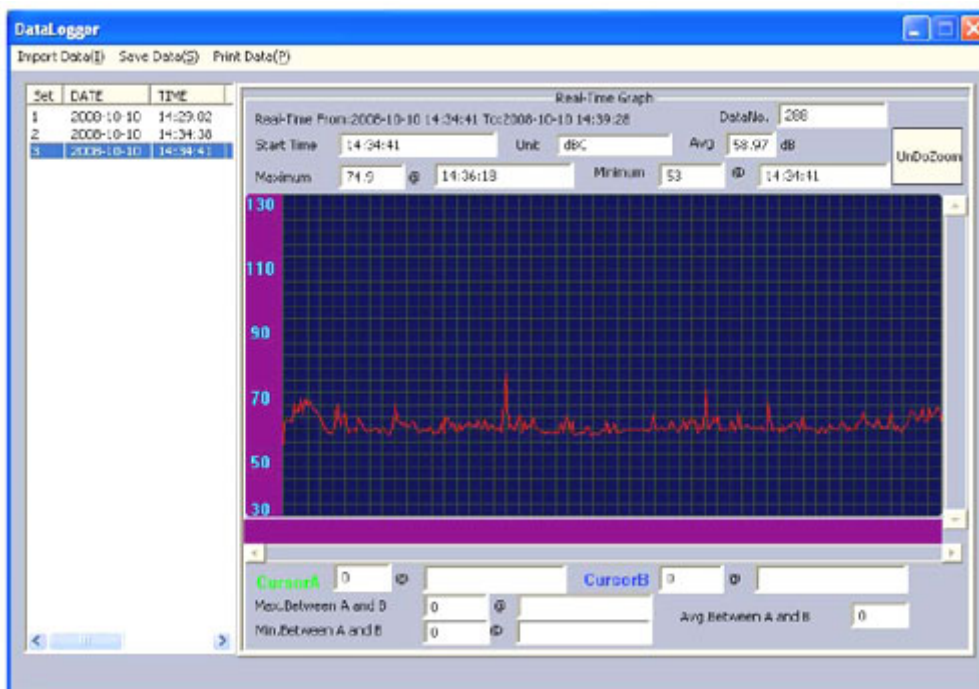 DataLogger
Import Data(I) Save Data(S) Print Data(P)
Set DATE TIME
1 2008-10-10 14:29:02
2 2008-10-10 14:34:38
3 2008-10-10 14:34:41
Real-Time Graph
Real-Time From:2008-10-10 14:34:41 To:2008-10-10 14:39:28 DataNo. 288
Start Time 14:34:41 Unit dBC Avg 58.97 dB
UnDoZoom
Maximum 74.9 @ 14:36:18 Minimum 53 @ 14:34:41
130
110
90
70
50
30
CursorA 0 @ CursorB 0 @
Max.Between A and B 0 @
Avg.Between A and B 0
Min.Between A and B 0 @